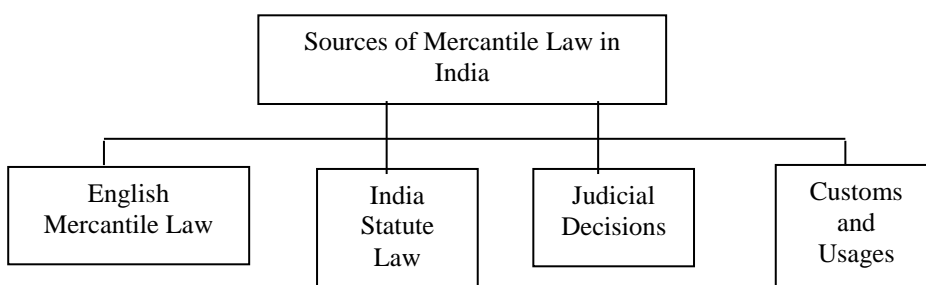 Sources of Mercantile Law in
India
English
Mercantile Law
India
Statute
Law
Judicial
Decisions
Customs
and
Usages